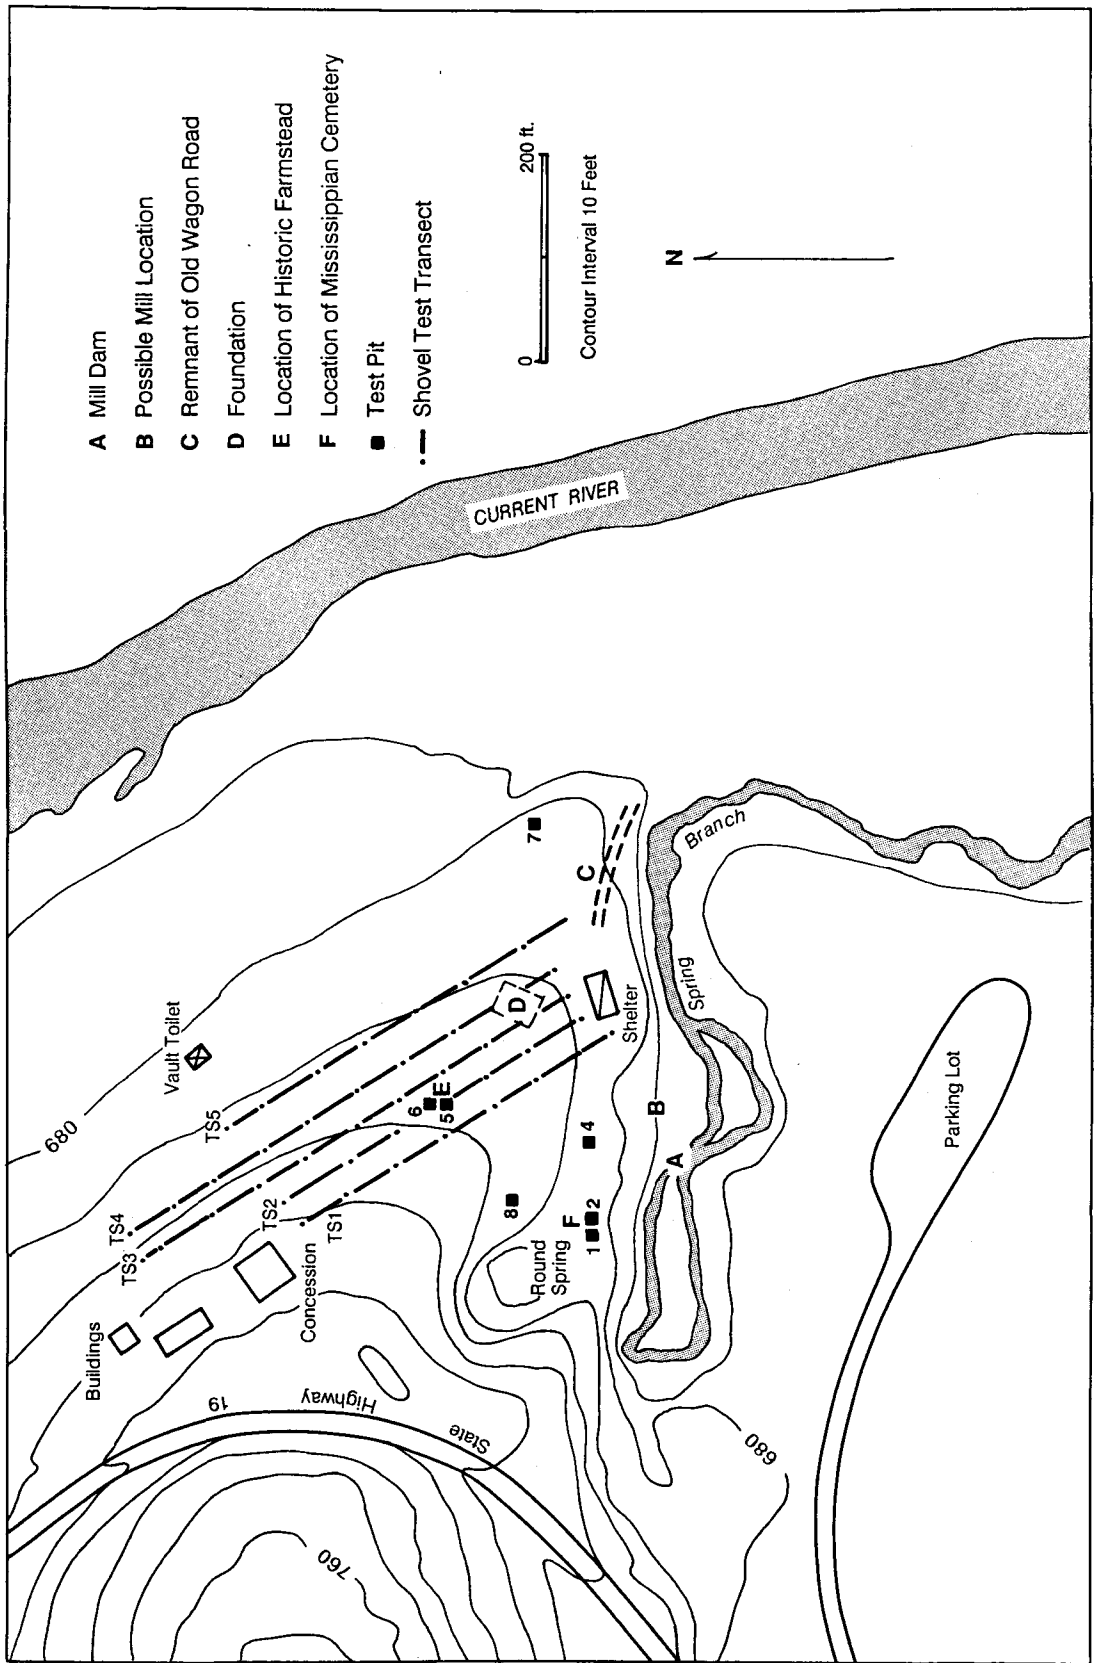 A Mill Dam
B Possible Mill Location
C Remnant of Old Wagon Road
D Foundation
E Location of Historic Farmstead
F Location of Mississippian Cemetery
Test Pit
Shovel Test Transect
0 200 ft.
Contour Interval 10 Feet
N
CURRENT RIVER
Vault Toilet
680
TS5
TS4
TS3
TS2
TS1
Buildings
Concession
State Highway 19
760
Round
Spring
8
6
5
E
D
7
C
Shelter
4
F
1
2
B
A
Spring Branch
680
Parking Lot